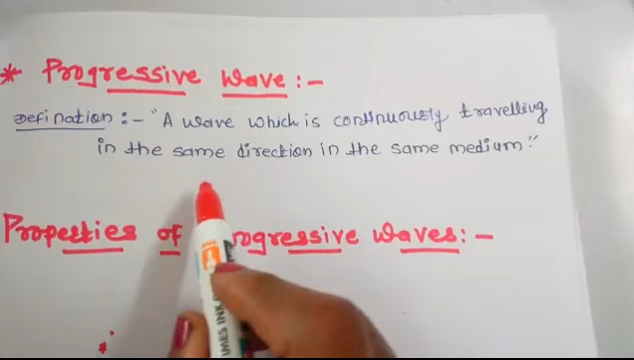 * Progressive wave:-
Defination:- "A wave which is continuously travelling
in the same direction in the same medium."
Properties of Progressive waves:-
*